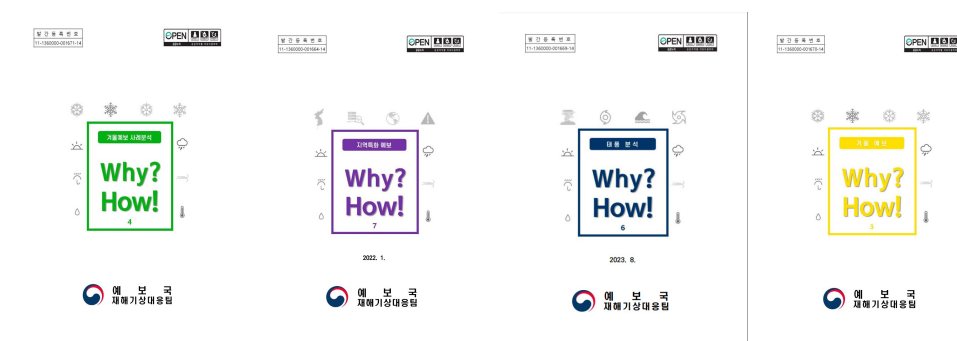 발 간 등 록 번 호
11-1360000-001671-14
OPEN
겨울예보 사례분석
Why?
How!
4
예 보 국
재해기상대응팀
발 간 등 록 번 호
11-1360000-001664-14
OPEN
지역특화 예보
Why?
How!
7
2022. 1.
예 보 국
재해기상대응팀
발 간 등 록 번 호
11-1360000-001669-14
OPEN
태 풍 분 석
Why?
How!
6
2023. 8.
예 보 국
재해기상대응팀
발 간 등 록 번 호
11-1360000-001670-14
OPEN
겨 울 예 보
Why?
How!
3
예 보 국
재해기상대응팀